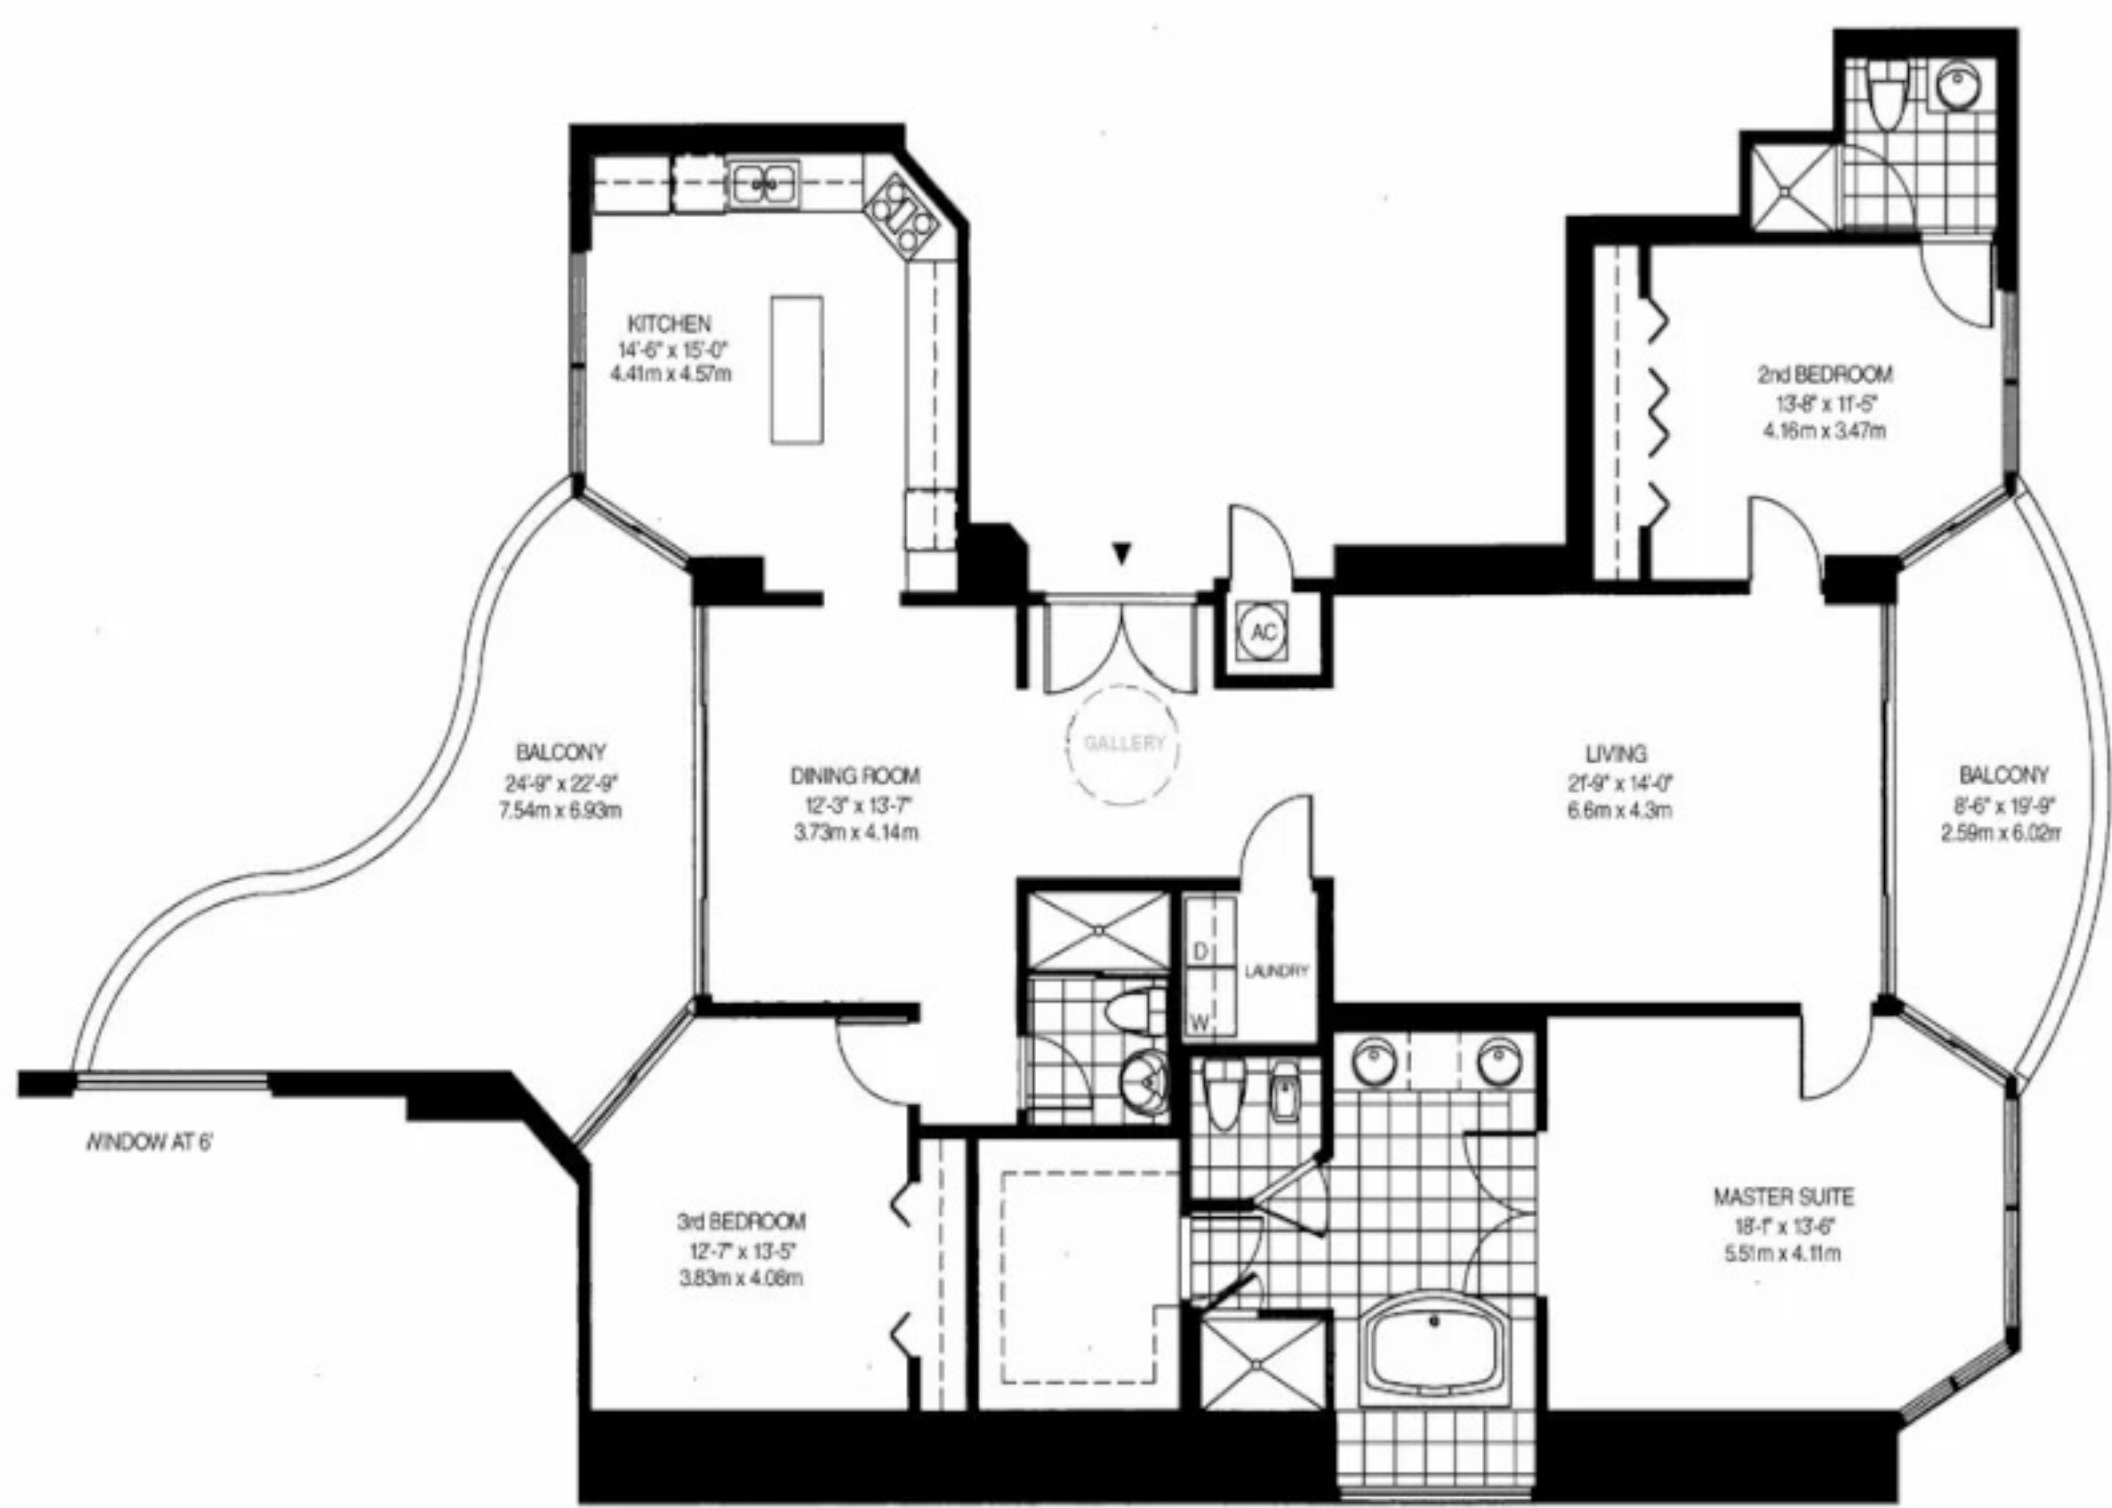 KITCHEN
14'-6" x 15'-0"
4.41m x 4.57m
2nd BEDROOM
13'-8" x 11'-5"
4.16m x 3.47m
AC
GALLERY
BALCONY
24'-9" x 22'-9"
7.54m x 6.93m
DINING ROOM
12'-3" x 13'-7"
3.73m x 4.14m
LIVING
21'-9" x 14'-0"
6.6m x 4.3m
BALCONY
8'-6" x 19'-9"
2.59m x 6.02m
D
LAUNDRY
W
WINDOW AT 6'
3rd BEDROOM
12'-7" x 13'-5"
3.83m x 4.08m
MASTER SUITE
18'-1" x 13'-6"
5.51m x 4.11m